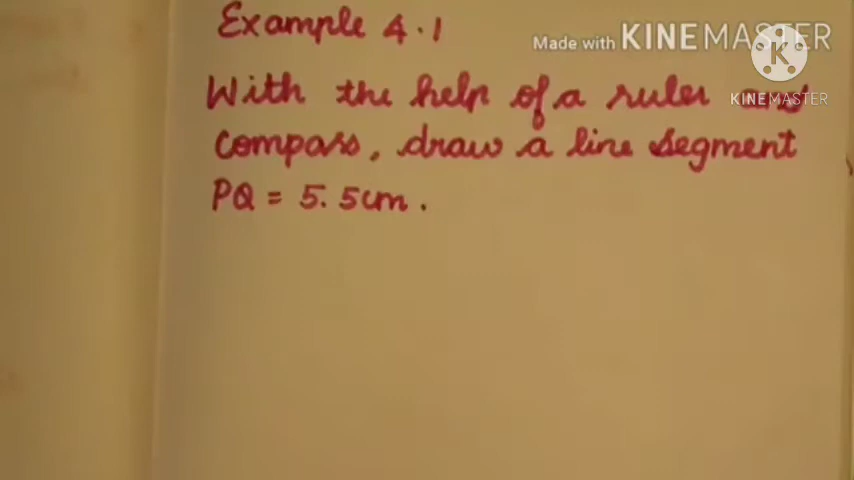 Example 4.1
Made with KINEMASTER
With the help of a ruler and
KINEMASTER
compass, draw a line segment
PQ = 5.5cm.